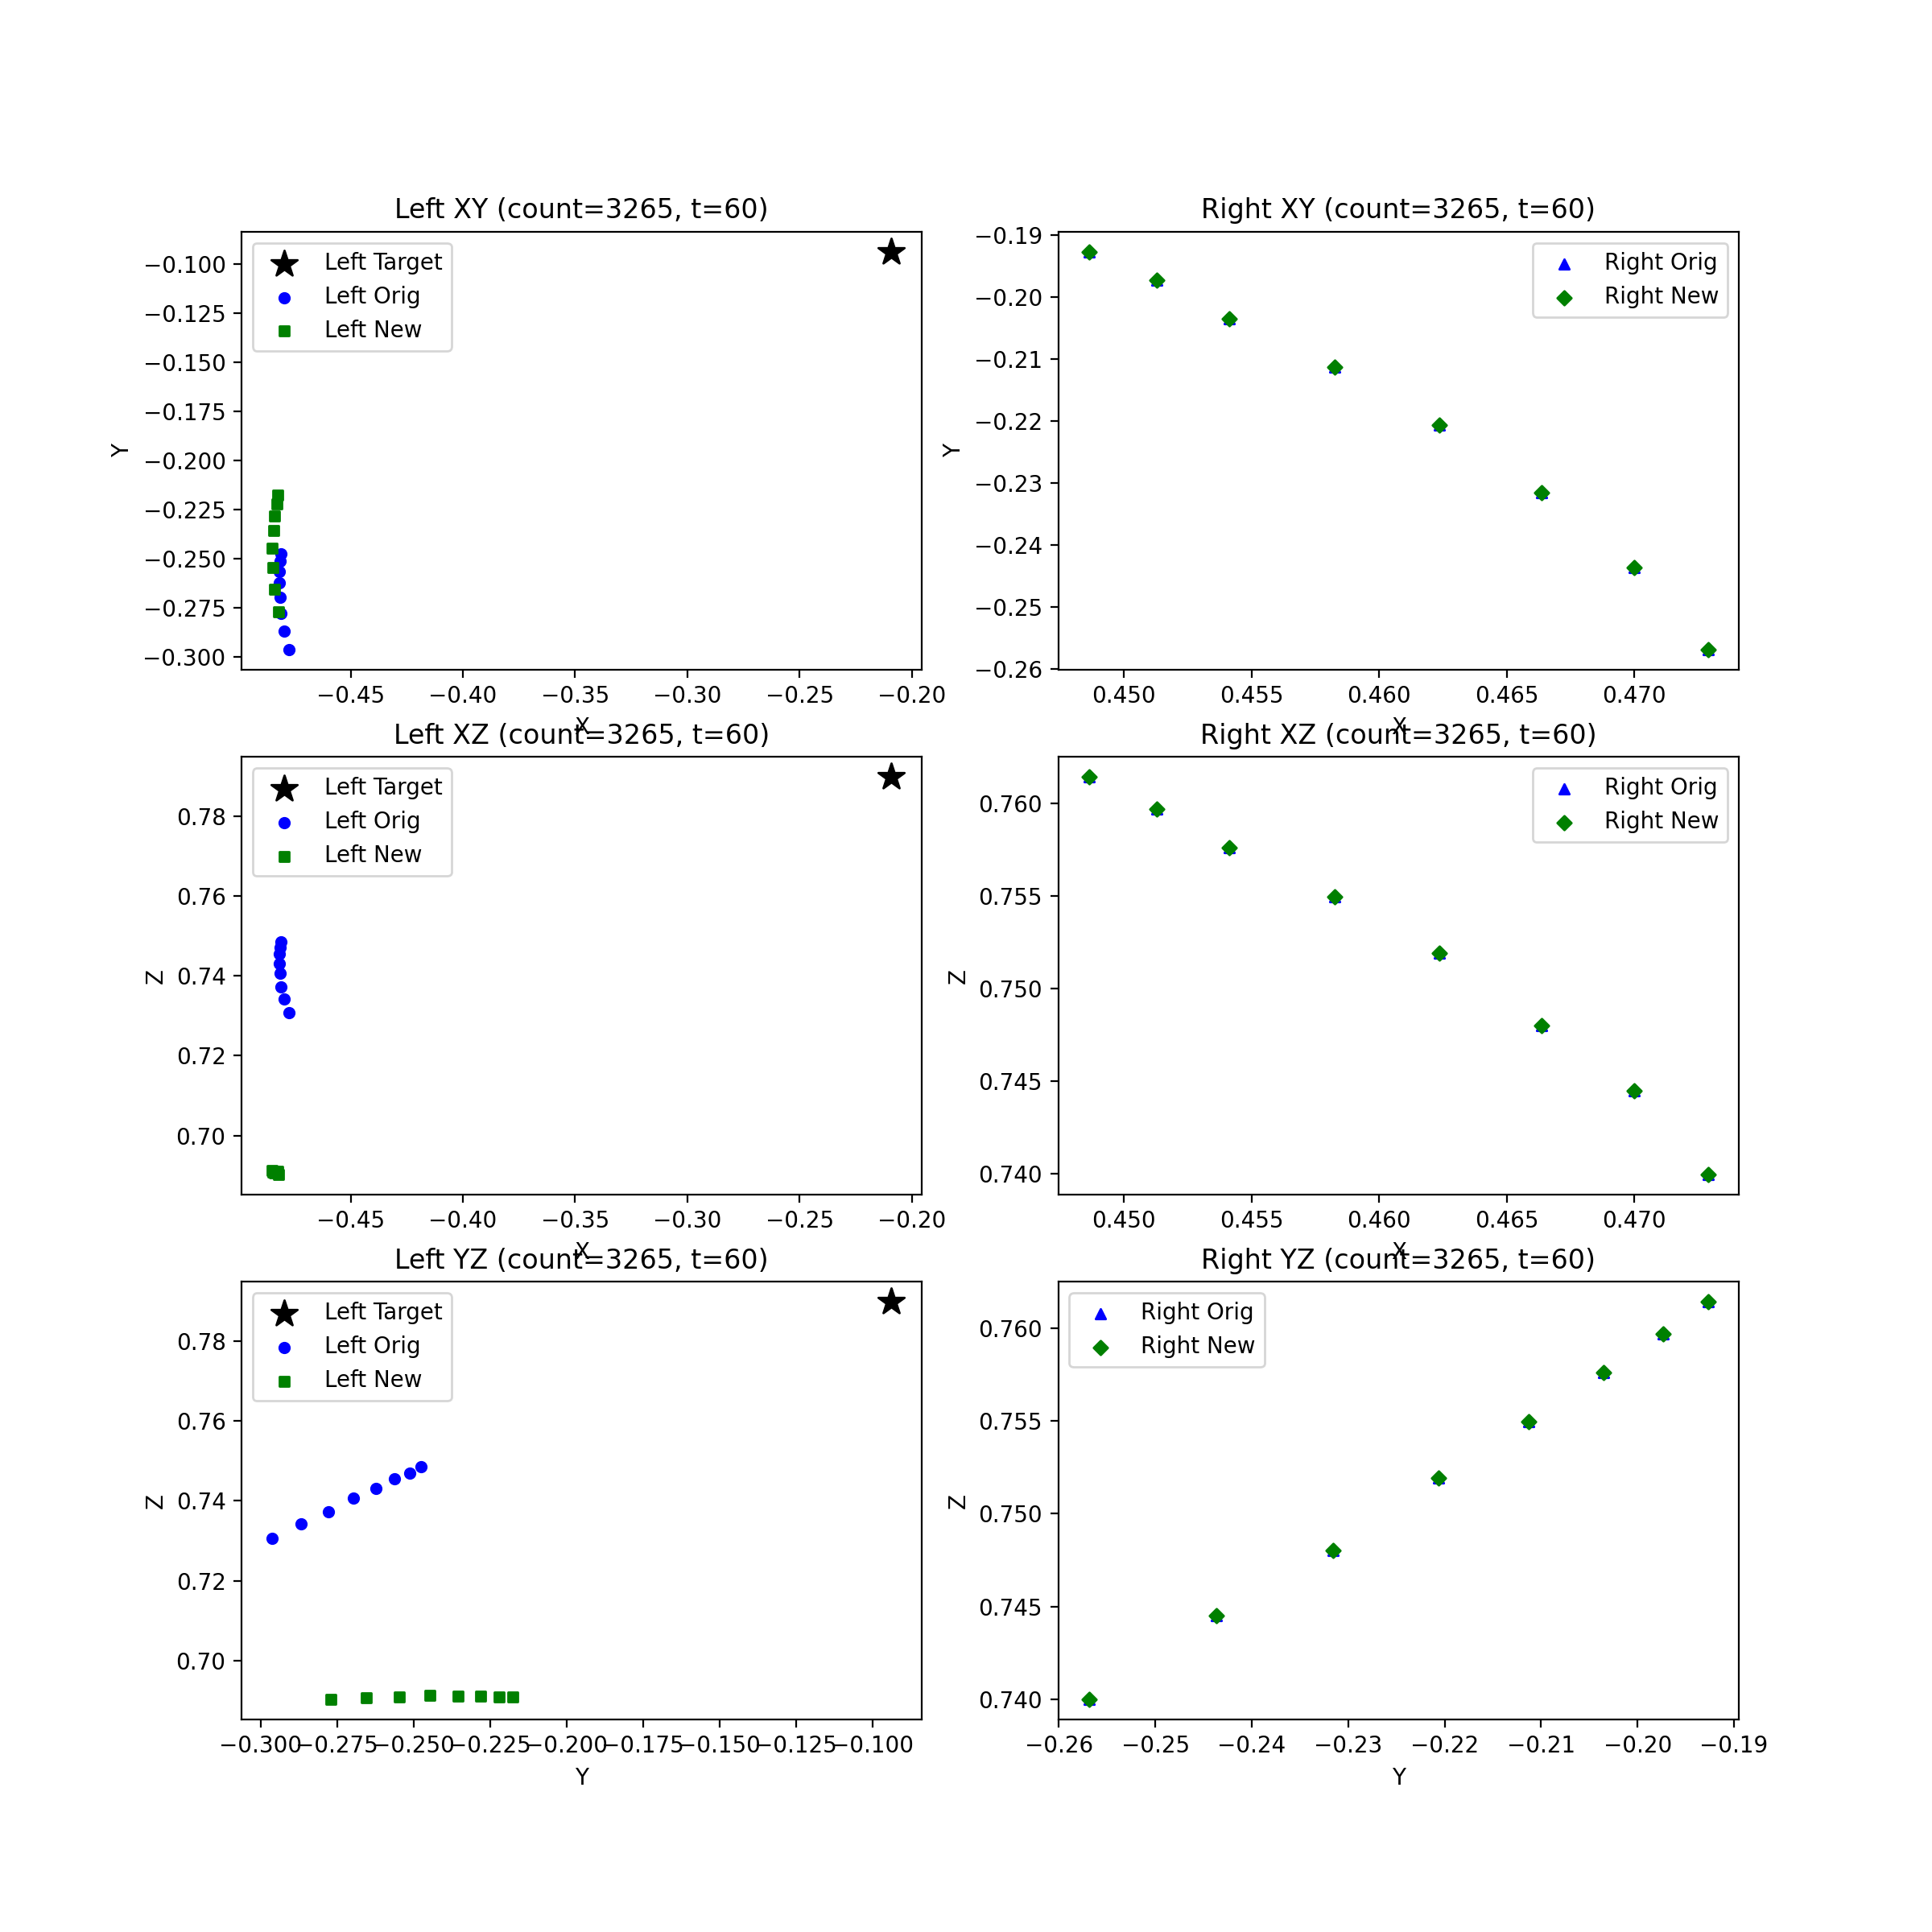 Left XY (count=3265, t=60)
Left Target
Left Orig
Left New
−0.100
−0.125
−0.150
−0.175
−0.200
−0.225
−0.250
−0.275
−0.300
Y
−0.45 −0.40 −0.35 −0.30 −0.25 −0.20
X
Right XY (count=3265, t=60)
Right Orig
Right New
−0.19
−0.20
−0.21
−0.22
−0.23
−0.24
−0.25
−0.26
Y
0.450 0.455 0.460 0.465 0.470
X
Left XZ (count=3265, t=60)
Left Target
Left Orig
Left New
0.78
0.76
0.74
0.72
0.70
Z
−0.45 −0.40 −0.35 −0.30 −0.25 −0.20
X
Right XZ (count=3265, t=60)
Right Orig
Right New
0.760
0.755
0.750
0.745
0.740
Z
0.450 0.455 0.460 0.465 0.470
X
Left YZ (count=3265, t=60)
Left Target
Left Orig
Left New
0.78
0.76
0.74
0.72
0.70
Z
−0.300 −0.275 −0.250 −0.225 −0.200 −0.175 −0.150 −0.125 −0.100
Y
Right YZ (count=3265, t=60)
Right Orig
Right New
0.760
0.755
0.750
0.745
0.740
Z
−0.26 −0.25 −0.24 −0.23 −0.22 −0.21 −0.20 −0.19
Y